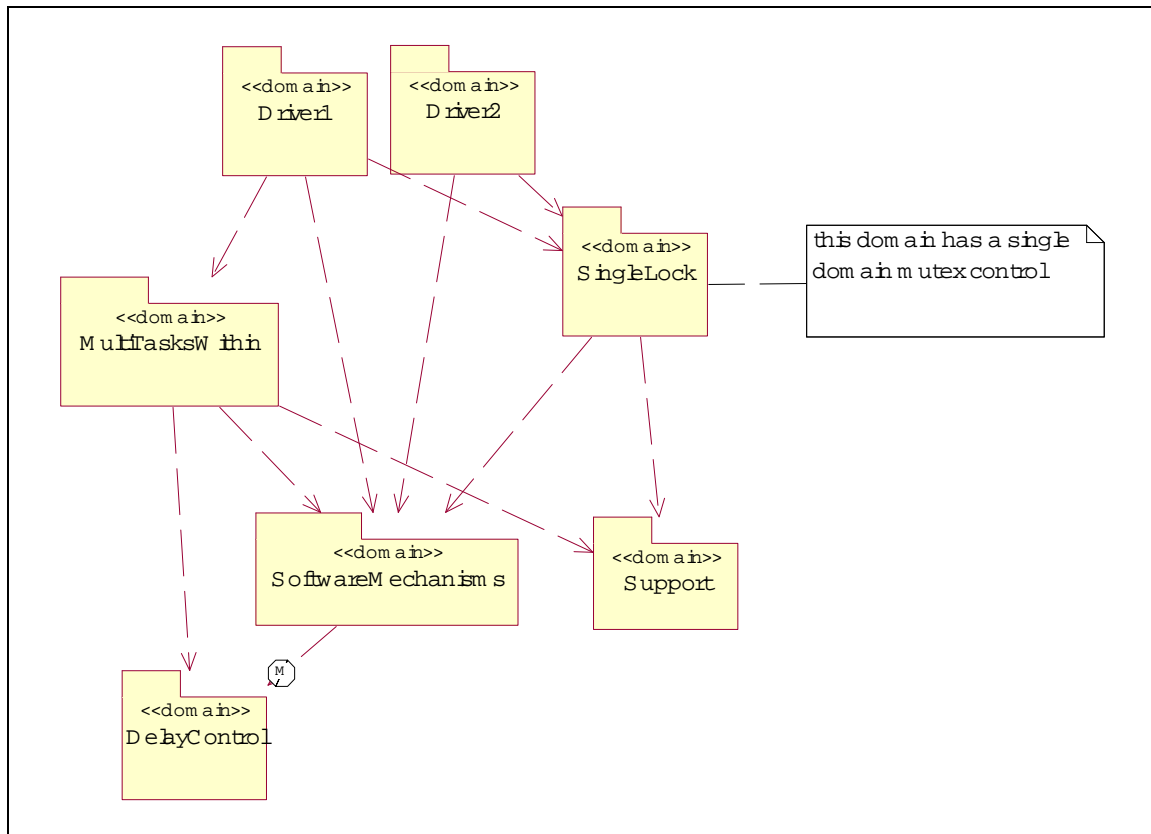 <<domain>>
Driver1
<<domain>>
Driver2
<<domain>>
SingleLock
this domain has a single
domain mutex control
<<domain>>
MultiTasksWithin
<<domain>>
SoftwareMechanisms
<<domain>>
Support
M
<<domain>>
DelayControl